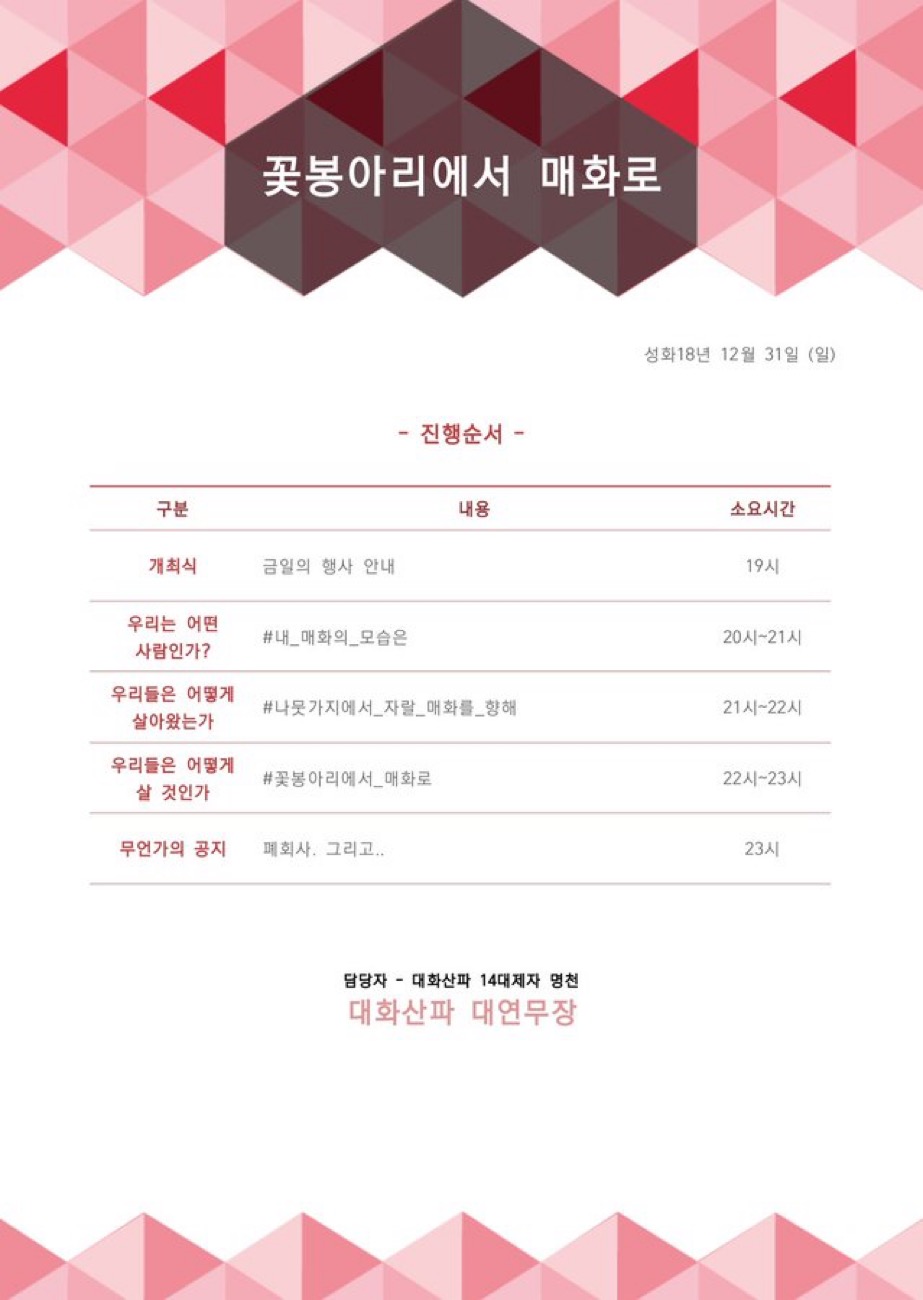 꽃봉아리에서 매화로
성화18년 12월 31일 (일)
- 진행순서 -
구분 내용 소요시간
개최식 금일의 행사 안내 19시
우리는 어떤
사람인가?
#내_매화의_모습은 20시~21시
우리들은 어떻게
살아왔는가
#나뭇가지에서_자랄_매화를_향해 21시~22시
우리들은 어떻게
살 것인가
#꽃봉아리에서_매화로 22시~23시
무언가의 공지 폐회사. 그리고.. 23시
담당자 - 대화산파 14대제자 명천
대화산파 대연무장